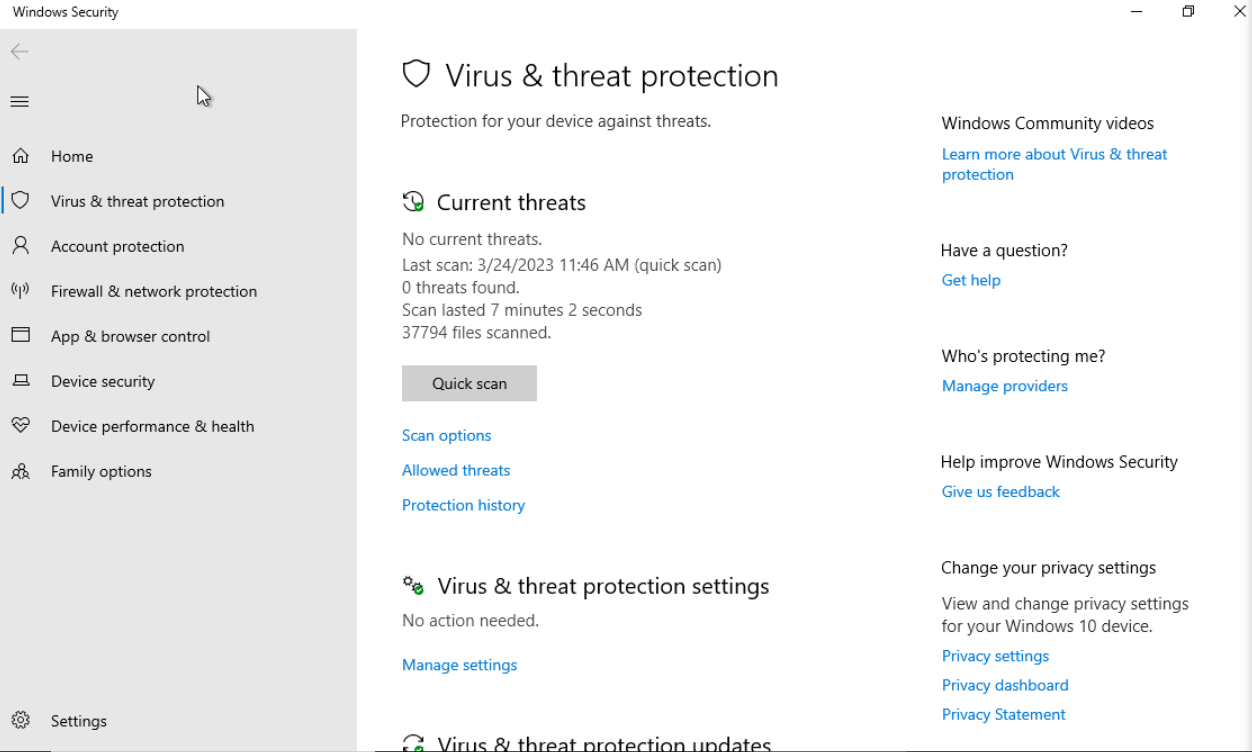 Windows Security
Home
Virus & threat protection
Account protection
Firewall & network protection
App & browser control
Device security
Device performance & health
Family options
Settings
Virus & threat protection
Protection for your device against threats.
Current threats
No current threats.
Last scan: 3/24/2023 11:46 AM (quick scan)
0 threats found.
Scan lasted 7 minutes 2 seconds
37794 files scanned.
Quick scan
Scan options
Allowed threats
Protection history
Virus & threat protection settings
No action needed.
Manage settings
Virus & threat protection updates
Windows Community videos
Learn more about Virus & threat
protection
Have a question?
Get help
Who's protecting me?
Manage providers
Help improve Windows Security
Give us feedback
Change your privacy settings
View and change privacy settings
for your Windows 10 device.
Privacy settings
Privacy dashboard
Privacy Statement